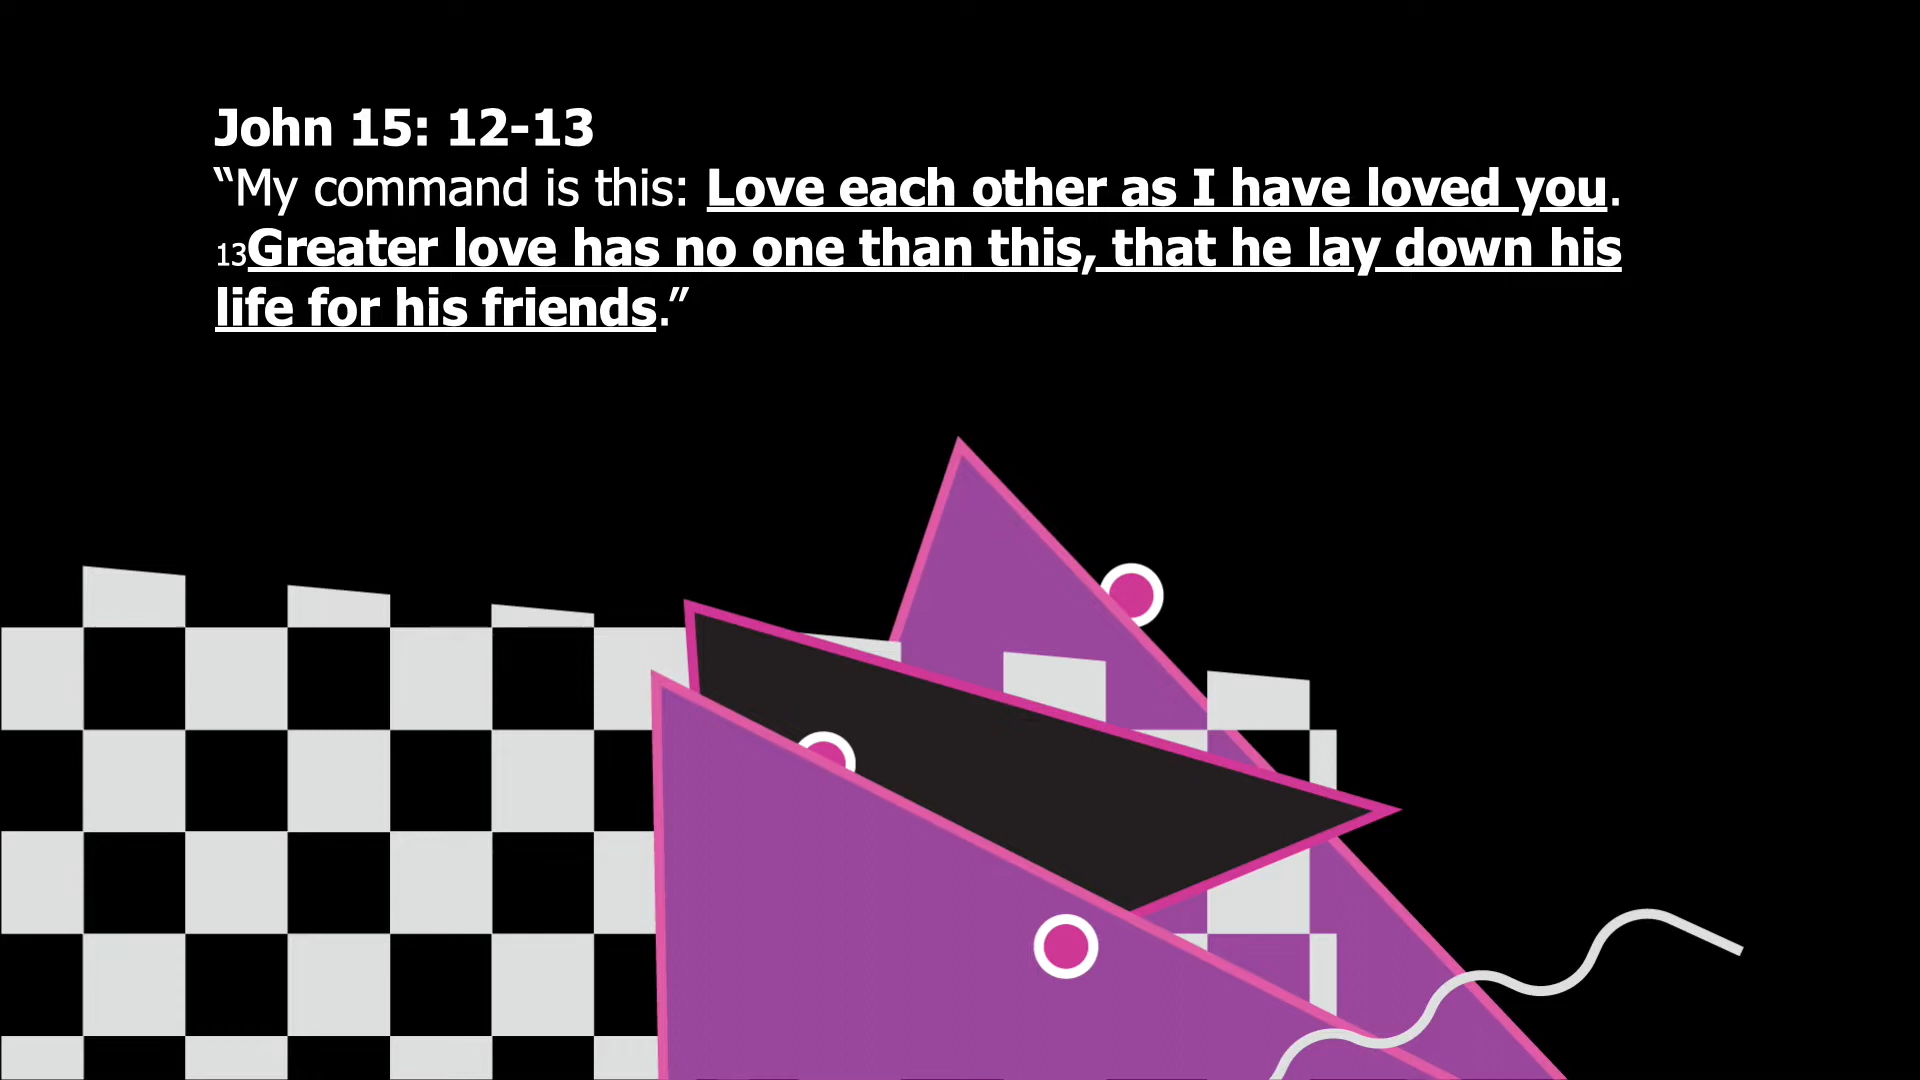 John 15: 12-13
“My command is this: Love each other as I have loved you.
13Greater love has no one than this, that he lay down his
life for his friends.”